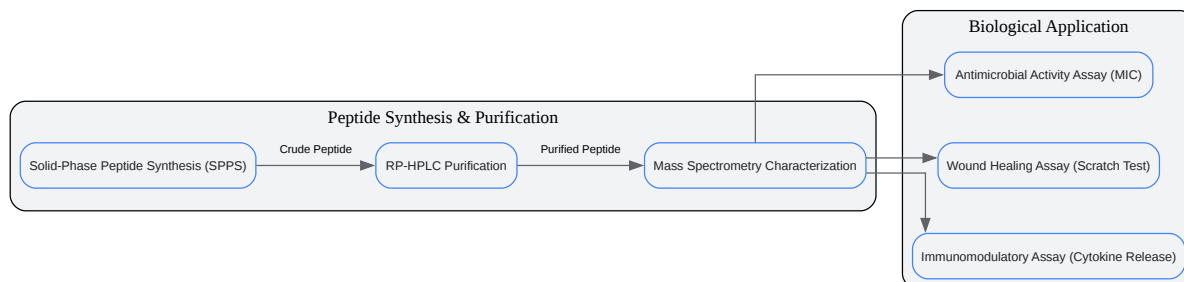 Biological Application
Antimicrobial Activity Assay (MIC)
Peptide Synthesis & Purification
Solid-Phase Peptide Synthesis (SPPS)
Crude Peptide
RP-HPLC Purification
Purified Peptide
Mass Spectrometry Characterization
Wound Healing Assay (Scratch Test)
Immunomodulatory Assay (Cytokine Release)